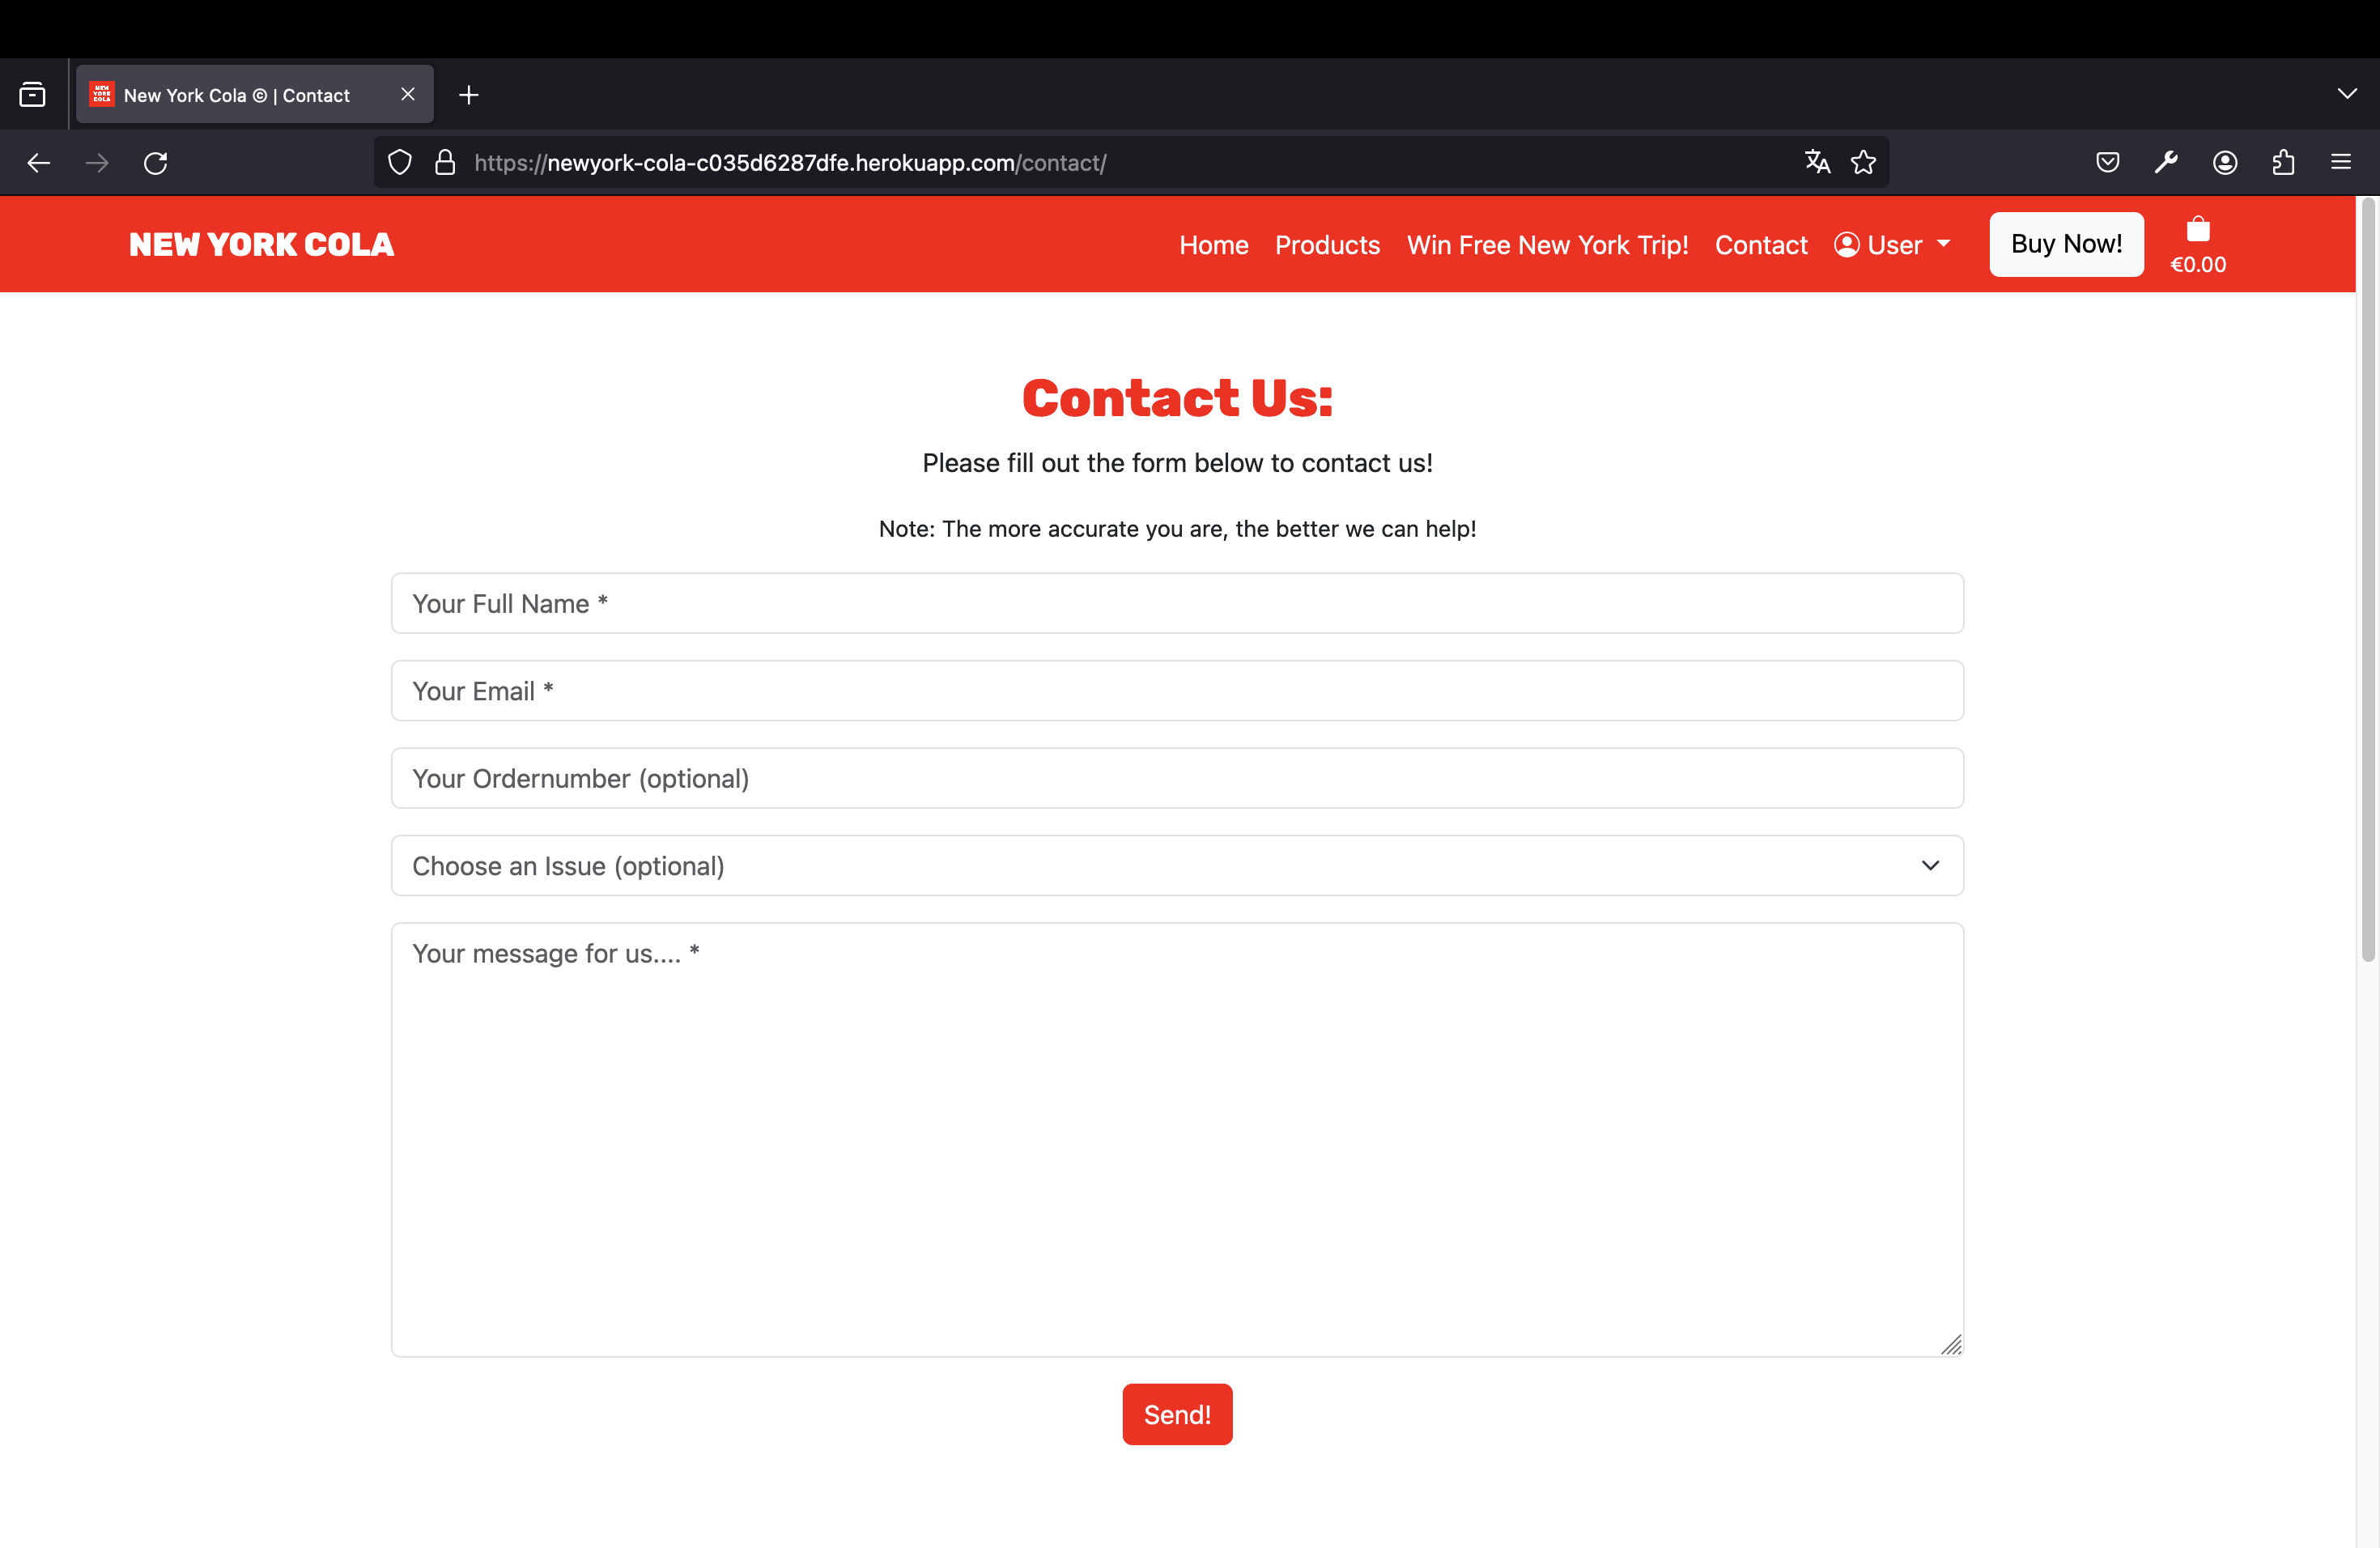 New York Cola © | Contact
https://newyork-cola-c035d6287dfe.herokuapp.com/contact/
NEW YORK COLA
Home
Products
Win Free New York Trip!
Contact
User
Buy Now!
€0.00
Contact Us:
Please fill out the form below to contact us!
Note: The more accurate you are, the better we can help!
Your Full Name *
Your Email *
Your Ordernumber (optional)
Choose an Issue (optional)
Your message for us.... *
Send!